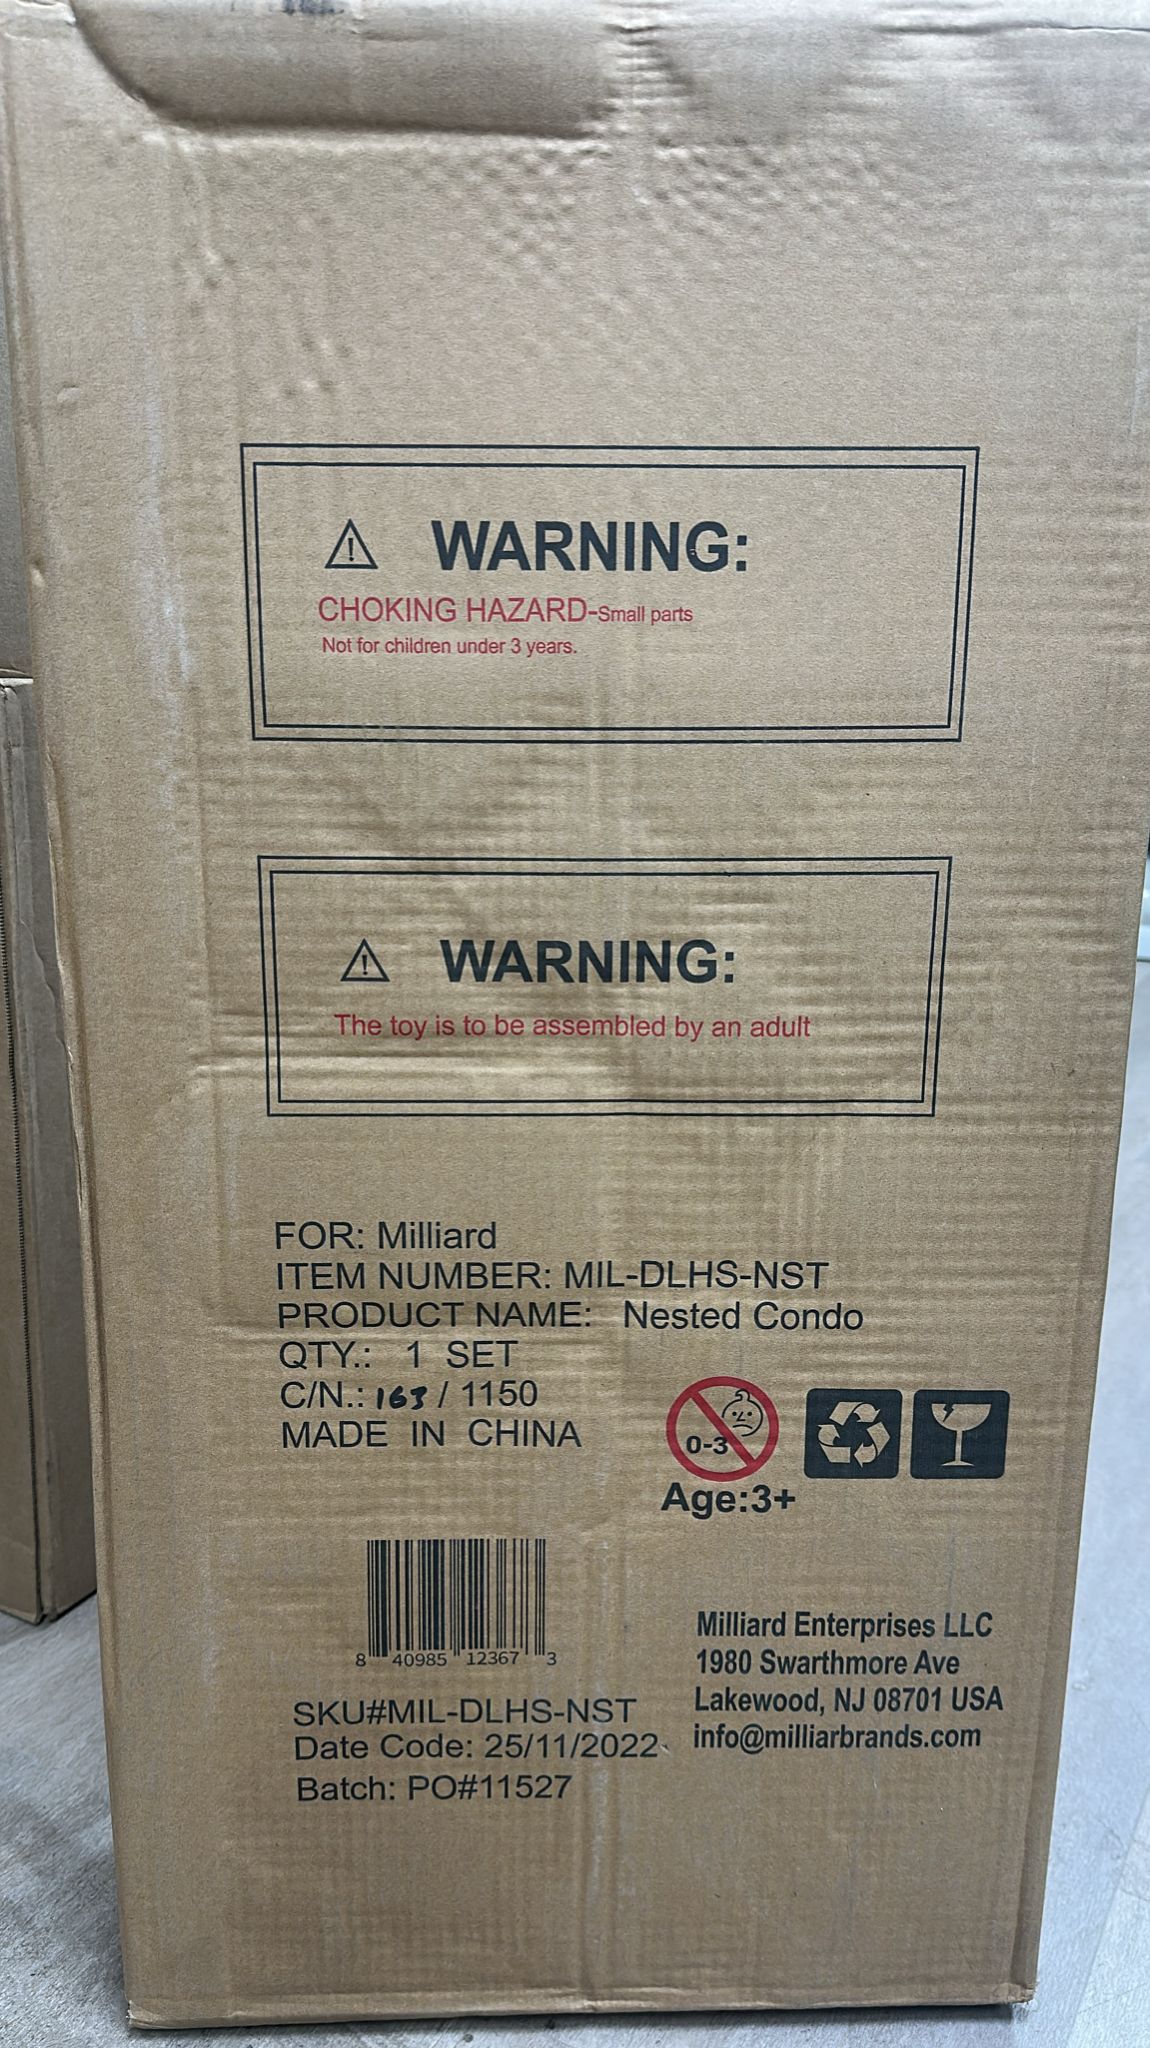 WARNING:
CHOKING HAZARD-Small parts
Not for children under 3 years.
WARNING:
The toy is to be assembled by an adult
FOR: Milliard
ITEM NUMBER: MIL-DLHS-NST
PRODUCT NAME: Nested Condo
QTY.: 1 SET
C/N.: 163 / 1150
MADE IN CHINA
0-3
Age:3+
8 40985 12367 3
SKU#MIL-DLHS-NST
Date Code: 25/11/2022
Batch: PO#11527
Milliard Enterprises LLC
1980 Swarthmore Ave
Lakewood, NJ 08701 USA
info@milliarbrands.com